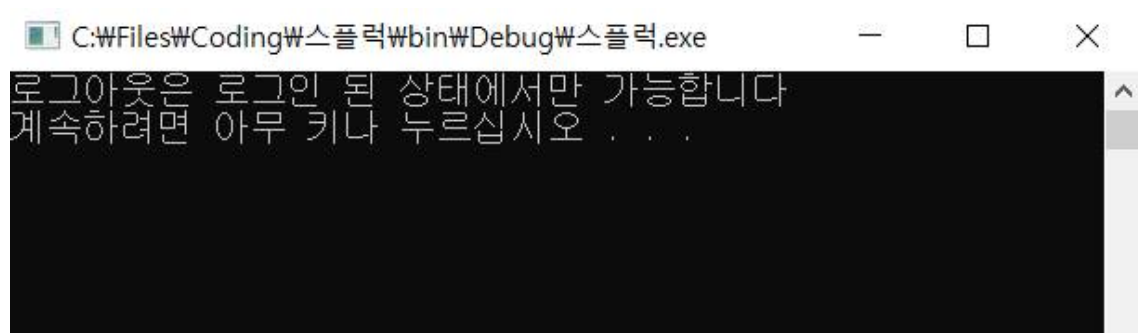 C:₩Files₩Coding₩스플럭₩bin₩Debug₩스플럭.exe
로그아웃은 로그인 된 상태에서만 가능합니다
계속하려면 아무 키나 누르십시오 . . .